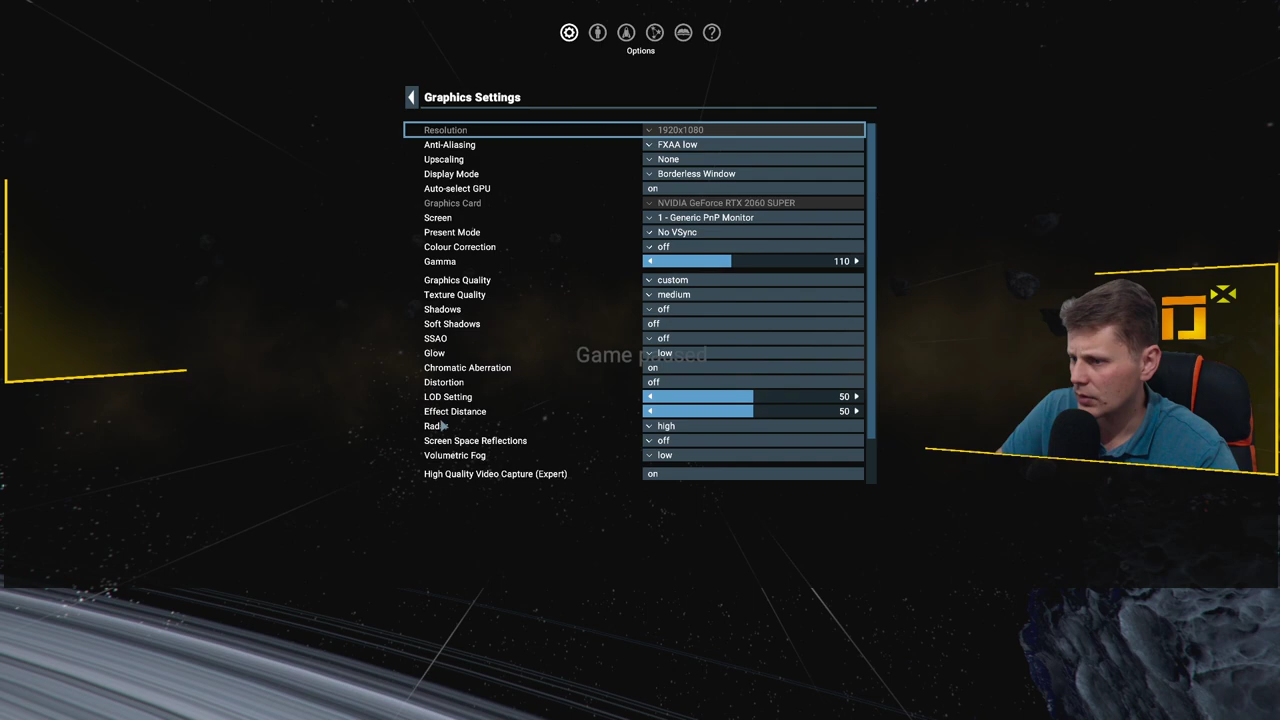 Options
Graphics Settings
Resolution 1920x1080
Anti-Aliasing FXAA low
Upscaling None
Display Mode Borderless Window
Auto-select GPU on
Graphics Card NVIDIA GeForce RTX 2060 SUPER
Screen 1 - Generic PnP Monitor
Present Mode No VSync
Colour Correction off
Gamma 110
Graphics Quality custom
Texture Quality medium
Shadows off
Soft Shadows off
SSAO off
Glow low
Game paused
Chromatic Aberration on
Distortion off
LOD Setting 50
Effect Distance 50
Radar high
Screen Space Reflections off
Volumetric Fog low
High Quality Video Capture (Expert) on